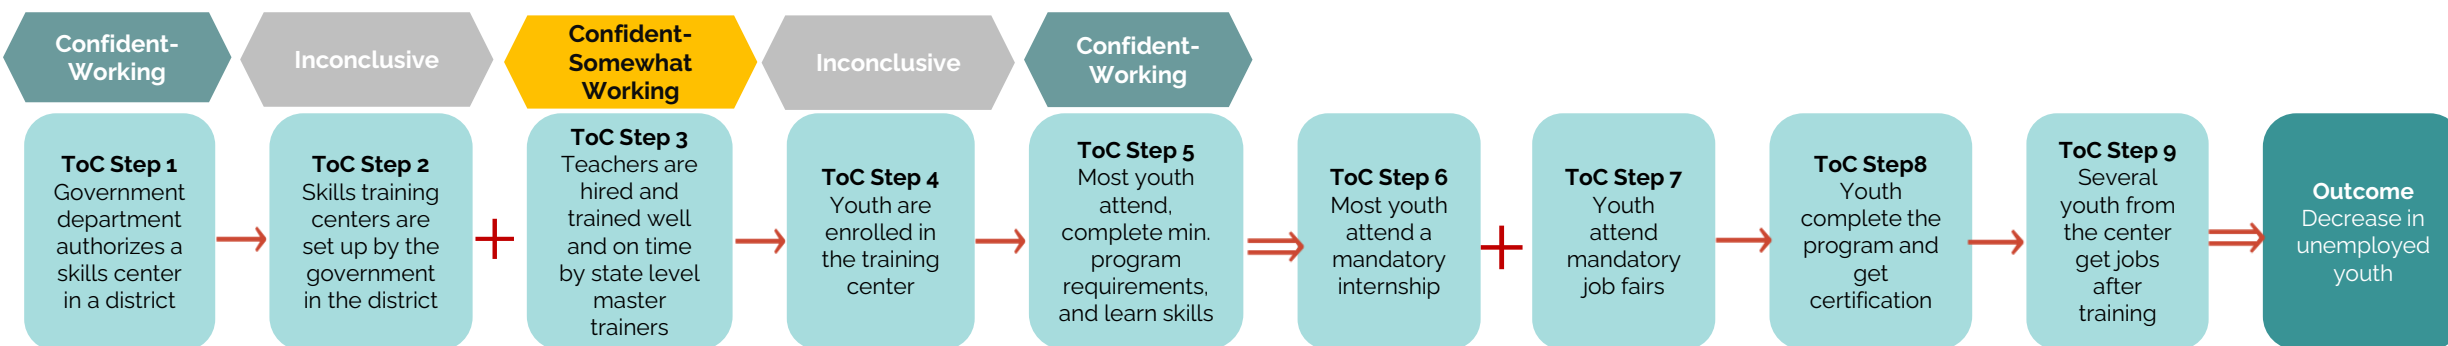 Confident-
Working
Inconclusive
Confident-
Somewhat
Working
Inconclusive
Confident-
Working
ToC Step 1
Government
department
authorizes a
skills center
in a district
ToC Step 2
Skills training
centers are
set up by the
government
in the district
ToC Step 3
Teachers are
hired and
trained well
and on time
by state level
master
trainers
ToC Step 4
Youth are
enrolled in
the training
center
ToC Step 5
Most youth
attend,
complete min.
program
requirements,
and learn skills
ToC Step 6
Most youth
attend a
mandatory
internship
ToC Step 7
Youth
attend
mandatory
job fairs
ToC Step8
Youth
complete the
program and
get
certification
ToC Step 9
Several
youth from
the center
get jobs
after
training
Outcome
Decrease in
unemployed
youth